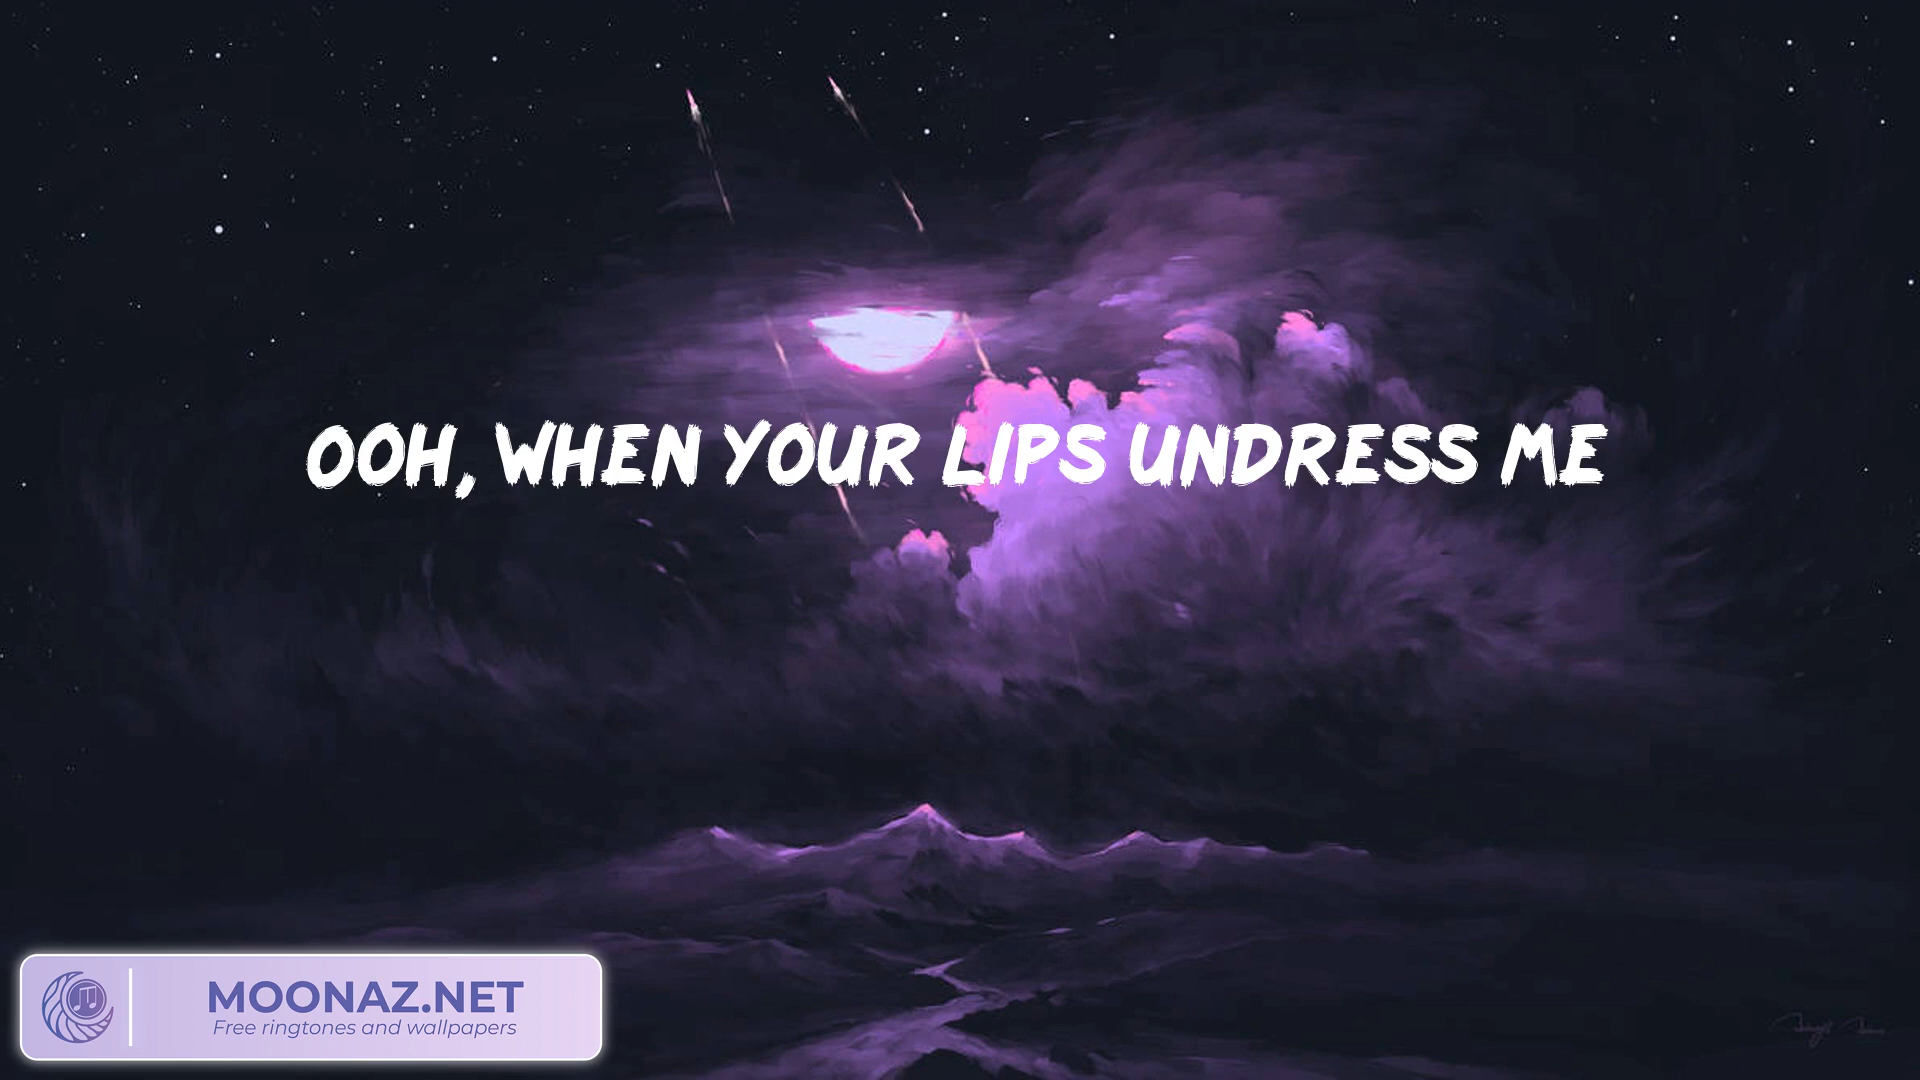 OOH, WHEN YOUR LIPS UNDRESS ME
MOONAZ.NET
Free ringtones and wallpapers